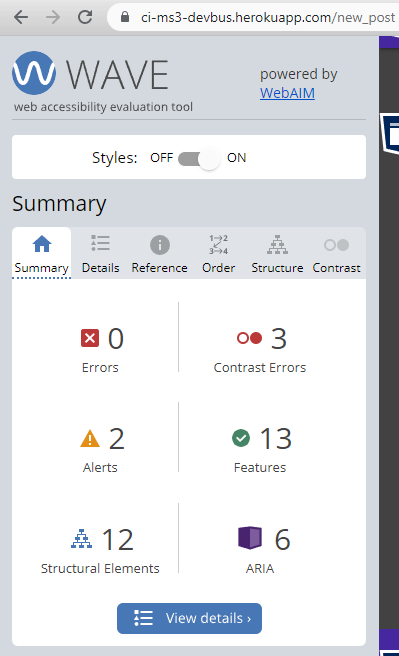 ci-ms3-devbus.herokuapp.com/new_post
WAVE
powered by
WebAIM
web accessibility evaluation tool
Styles: OFF ON
Summary
Summary Details Reference Order Structure Contrast
0 3
Errors Contrast Errors
2 13
Alerts Features
12 6
Structural Elements ARIA
View details ›